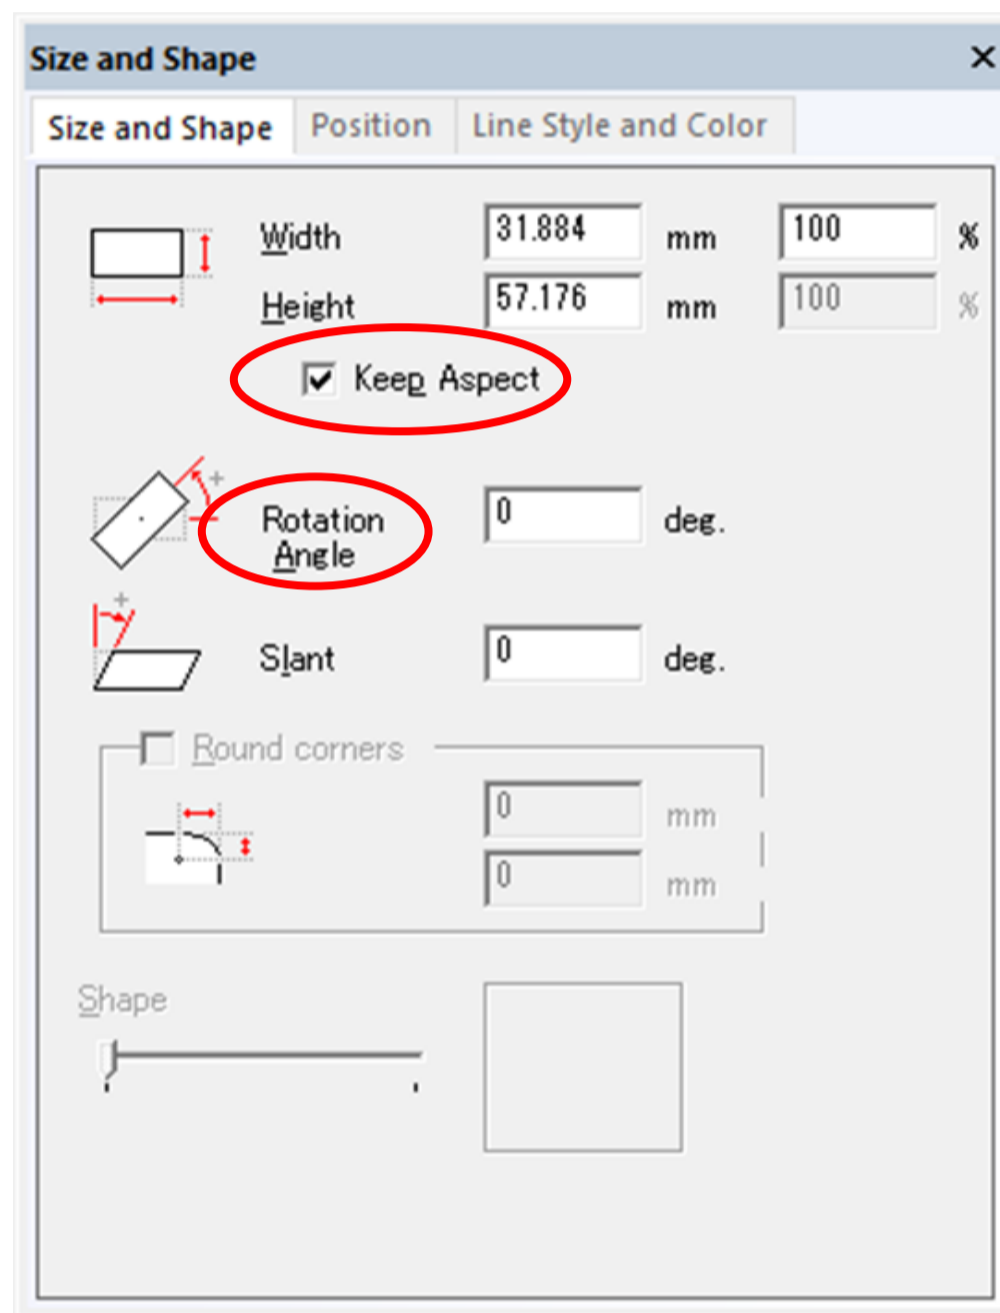 Size and Shape
Size and Shape Position Line Style and Color
Width 31.884 mm 100 %
Height 57.176 mm 100 %
Keep Aspect
Rotation
Angle
0 deg.
Slant 0 deg.
Round corners
0 mm
0 mm
Shape